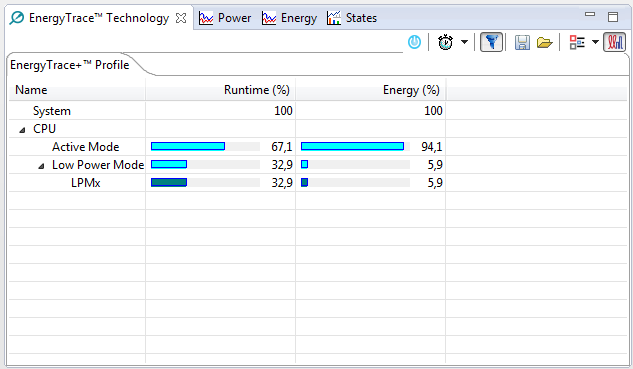 EnergyTrace™ Technology Power Energy States
EnergyTrace+™ Profile
Name Runtime (%) Energy (%)
System 100 100
CPU
Active Mode 67,1 94,1
Low Power Mode 32,9 5,9
LPMx 32,9 5,9